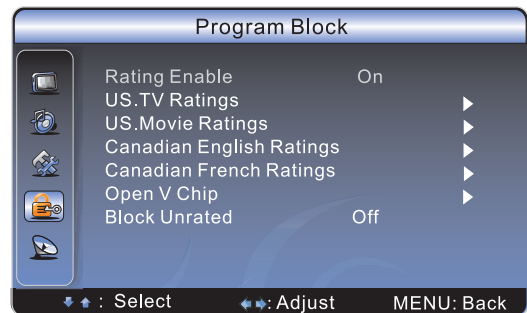 Program Block
Rating Enable On
US.TV Ratings
US.Movie Ratings
Canadian English Ratings
Canadian French Ratings
Open V Chip
Block Unrated Off
: Select : Adjust MENU: Back